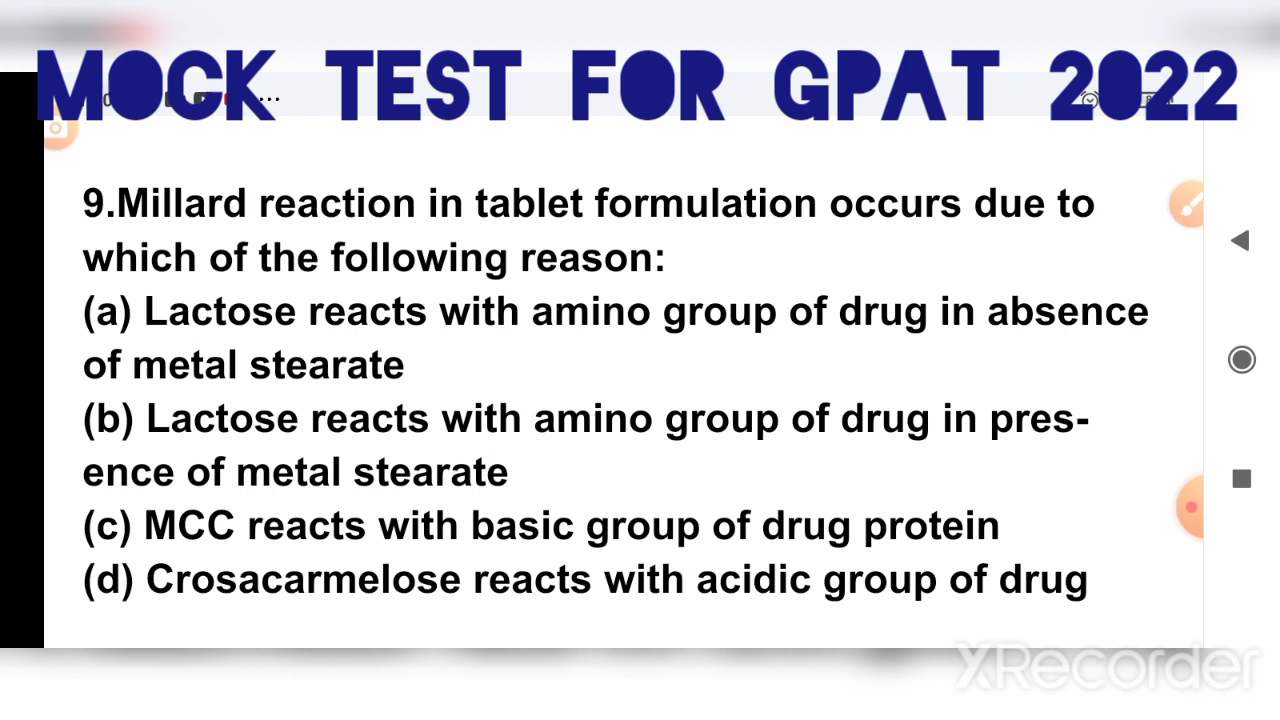 MOCK TEST FOR GPAT 2022
9.Millard reaction in tablet formulation occurs due to
which of the following reason:
(a) Lactose reacts with amino group of drug in absence
of metal stearate
(b) Lactose reacts with amino group of drug in pres-
ence of metal stearate
(c) MCC reacts with basic group of drug protein
(d) Crosacarmelose reacts with acidic group of drug
XRecorder